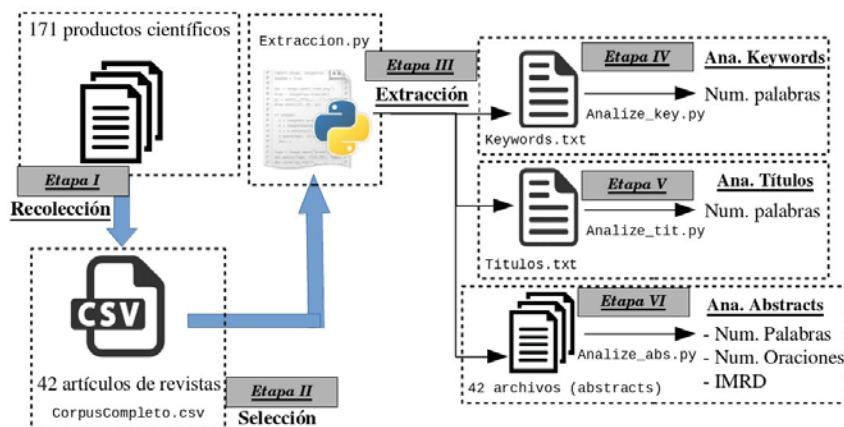 171 productos científicos
Etapa I
Recolección
CSV
42 artículos de revistas
CorpusCompleto.csv
Etapa II
Selección
Extraccion.py
Etapa III
Extracción
Keywords.txt
Etapa IV
Analize_key.py
Ana. Keywords
Num. palabras
Titulos.txt
Etapa V
Analize_tit.py
Ana. Títulos
Num. palabras
42 archivos (abstracts)
Etapa VI
Analize_abs.py
Ana. Abstracts
- Num. Palabras
- Num. Oraciones
- IMRD